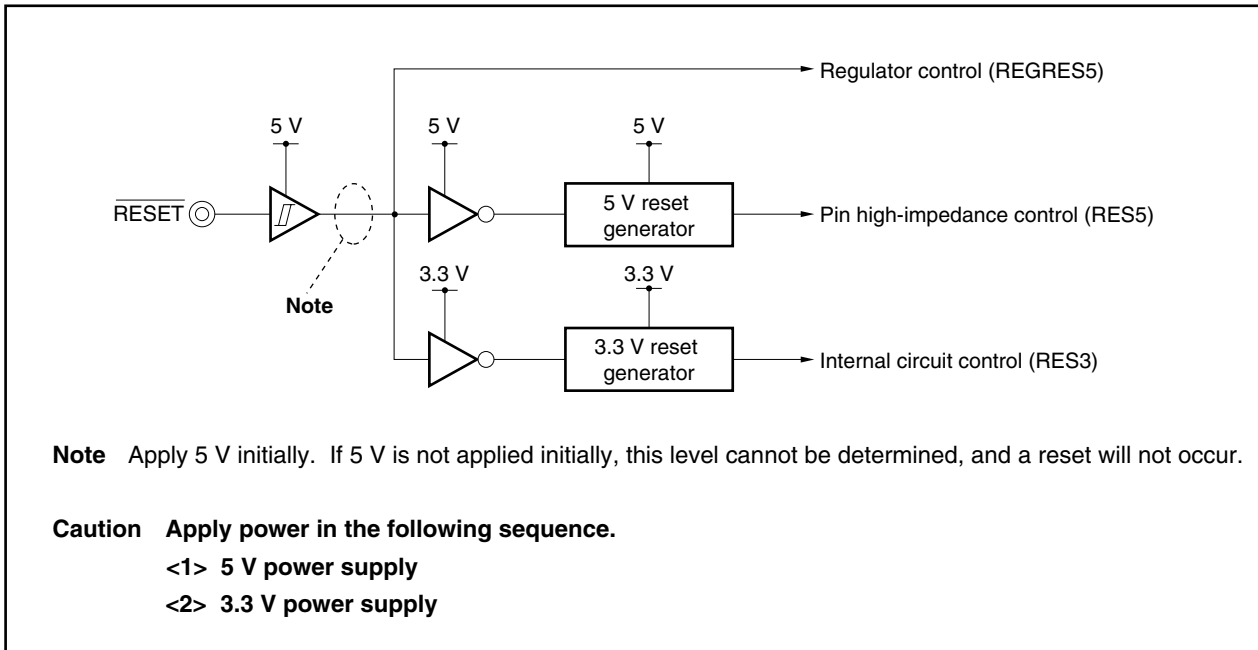 Regulator control (REGRES5)
5 V
5 V
5 V
RESET
5 V reset
generator
Pin high-impedance control (RES5)
Note
3.3 V
3.3 V
3.3 V reset
generator
Internal circuit control (RES3)
Note Apply 5 V initially. If 5 V is not applied initially, this level cannot be determined, and a reset will not occur.
Caution Apply power in the following sequence.
<1> 5 V power supply
<2> 3.3 V power supply